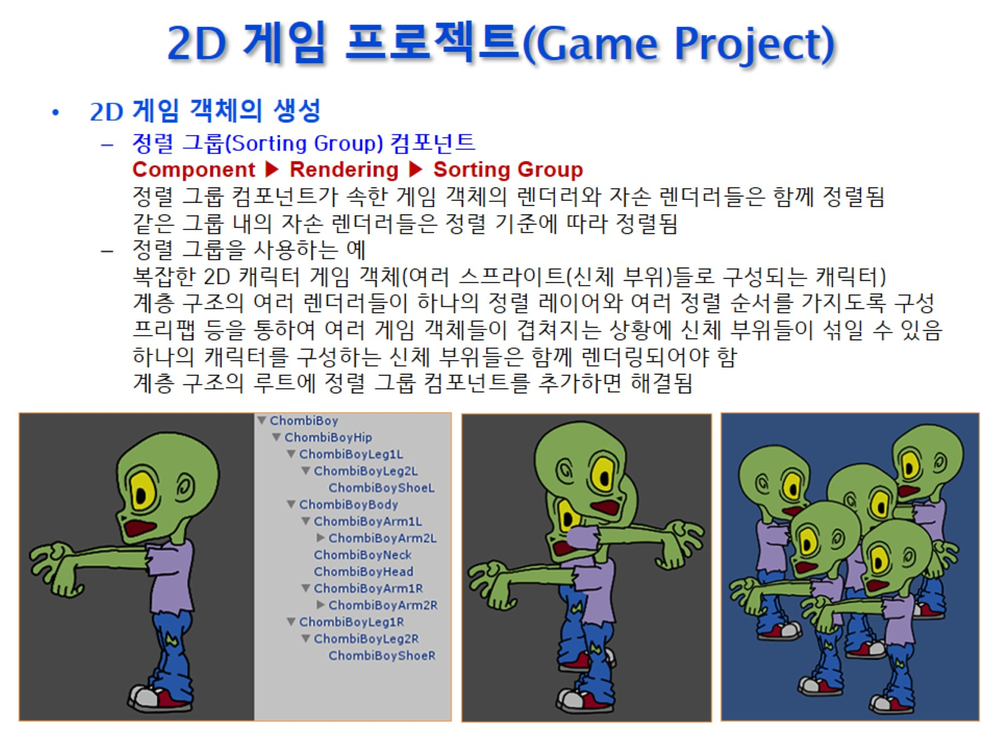 2D 게임 프로젝트(Game Project)
• 2D 게임 객체의 생성
– 정렬 그룹(Sorting Group) 컴포넌트
Component ▶ Rendering ▶ Sorting Group
정렬 그룹 컴포넌트가 속한 게임 객체의 렌더러와 자손 렌더러들은 함께 정렬됨
같은 그룹 내의 자손 렌더러들은 정렬 기준에 따라 정렬됨
– 정렬 그룹을 사용하는 예
복잡한 2D 캐릭터 게임 객체(여러 스프라이트(신체 부위)들로 구성되는 캐릭터)
계층 구조의 여러 렌더러들이 하나의 정렬 레이어와 여러 정렬 순서를 가지도록 구성
프리팹 등을 통하여 여러 게임 객체들이 겹쳐지는 상황에 신체 부위들이 섞일 수 있음
하나의 캐릭터를 구성하는 신체 부위들은 함께 렌더링되어야 함
계층 구조의 루트에 정렬 그룹 컴포넌트를 추가하면 해결됨
▼ ChombiBoy
▼ ChombiBoyHip
▼ ChombiBoyLeg1L
▼ ChombiBoyLeg2L
ChombiBoyShoeL
▼ ChombiBoyBody
▼ ChombiBoyArm1L
▶ ChombiBoyArm2L
ChombiBoyNeck
ChombiBoyHead
▼ ChombiBoyArm1R
▶ ChombiBoyArm2R
▼ ChombiBoyLeg1R
▼ ChombiBoyLeg2R
ChombiBoyShoeR